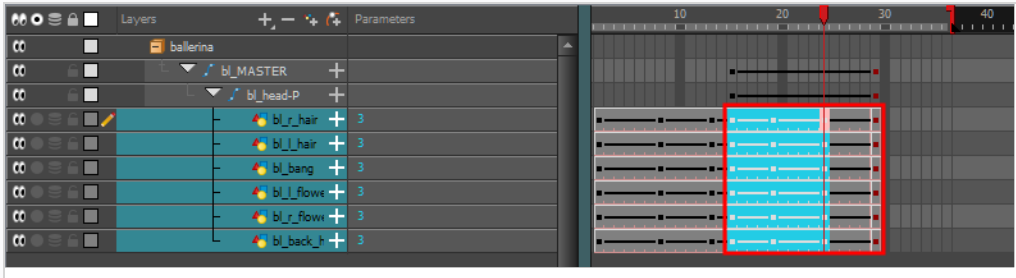 Layers Parameters 10 20 30 40
ballerina
bl_MASTER
bl_head-P
bl_r_hair 3
bl_l_hair 3
bl_bang 3
bl_l_flowe 3
bl_r_flowe 3
bl_back_h 3